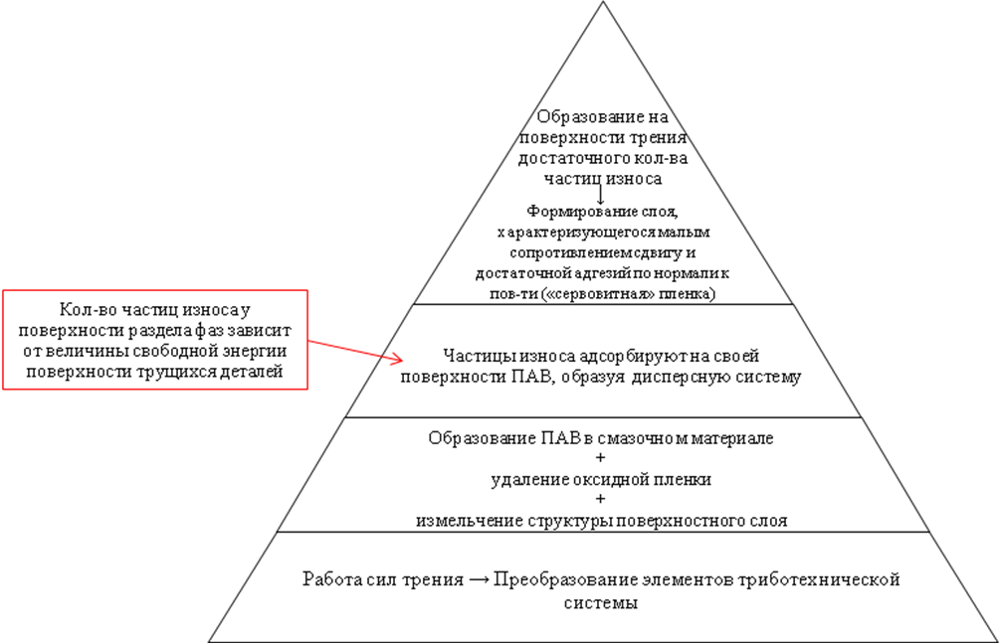 Образование на
поверхности трения
достаточного кол-ва
частиц износа
↓
Формирование слоя,
характеризующегося малым
сопротивлением сдвигу и
достаточной адгезий по нормали к
пов-ти («сервовитная» пленка)
Кол-во частиц износа у
поверхности раздела фаз зависит
от величины свободной энергии
поверхности трущихся деталей
Частицы износа адсорбируют на своей
поверхности ПАВ, образуя дисперсную систему
Образование ПАВ в смазочном материале
+
удаление оксидной пленки
+
измельчение структуры поверхностного слоя
Работа сил трения → Преобразование элементов триботехнической
системы